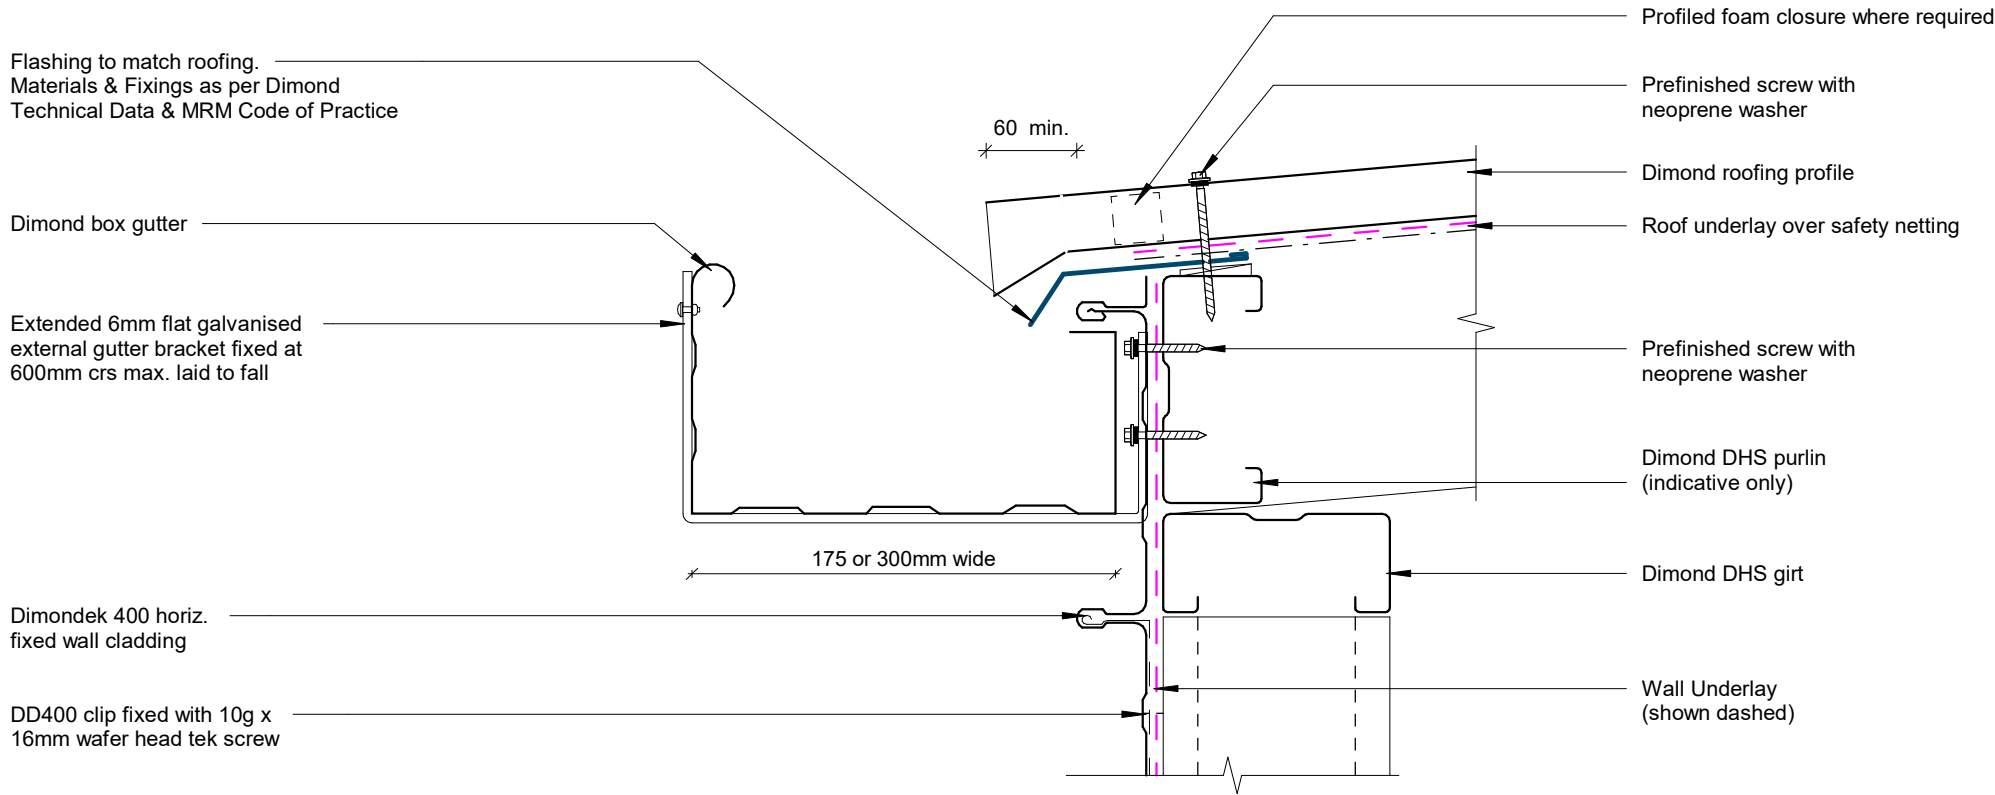 Flashing to match roofing.
Materials & Fixings as per Dimond
Technical Data & MRM Code of Practice
Dimond box gutter
Extended 6mm flat galvanised
external gutter bracket fixed at
600mm crs max. laid to fall
Dimondek 400 horiz.
fixed wall cladding
DD400 clip fixed with 10g x
16mm wafer head tek screw
60 min.
175 or 300mm wide
Profiled foam closure where required
Prefinished screw with
neoprene washer
Dimond roofing profile
Roof underlay over safety netting
Prefinished screw with
neoprene washer
Dimond DHS purlin
(indicative only)
Dimond DHS girt
Wall Underlay
(shown dashed)